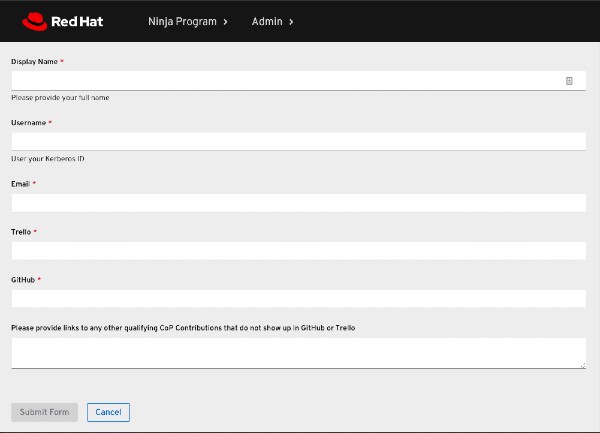 Red Hat Ninja Program Admin
Display Name *
Please provide your full name
Username *
User your Kerberos ID
Email *
Trello *
GitHub *
Please provide links to any other qualifying CoP Contributions that do not show up in GitHub or Trello
Submit Form Cancel